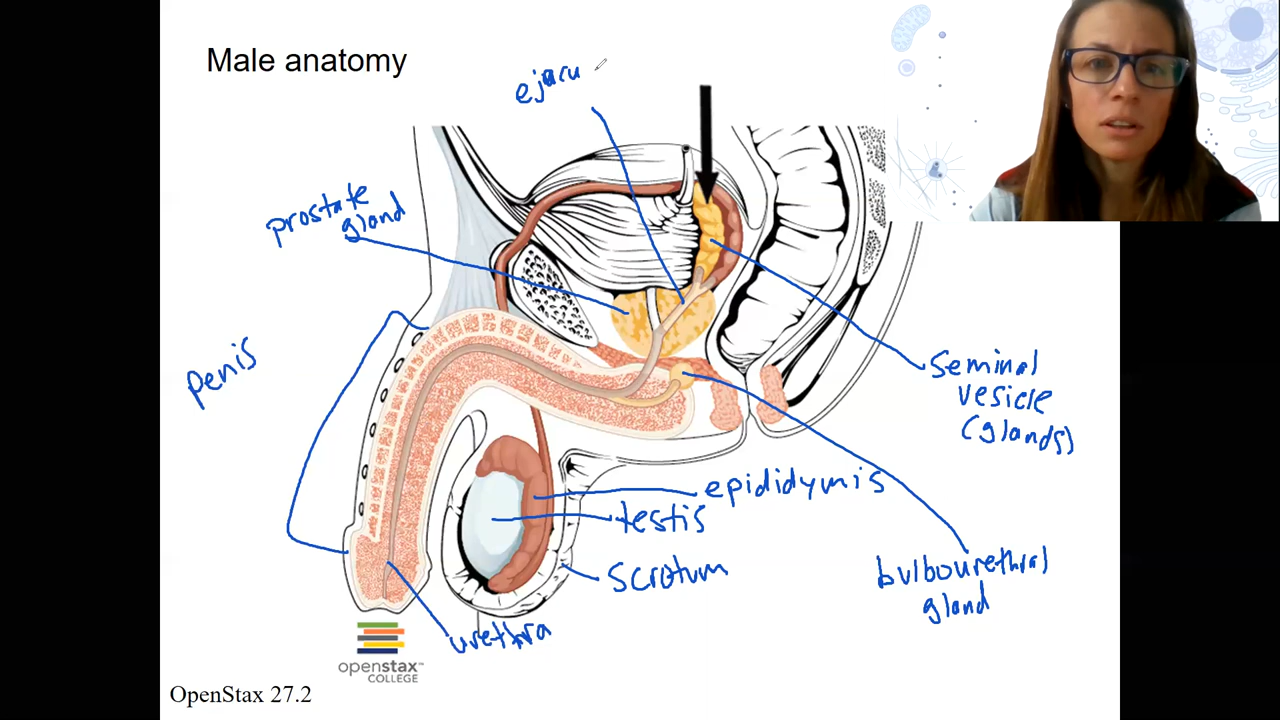 Male anatomy
ejacu
prostate
gland
penis
seminal
vesicle
(glands)
epididymis
testis
scrotum
bulbourethral
gland
urethra
openstax™
COLLEGE
OpenStax 27.2